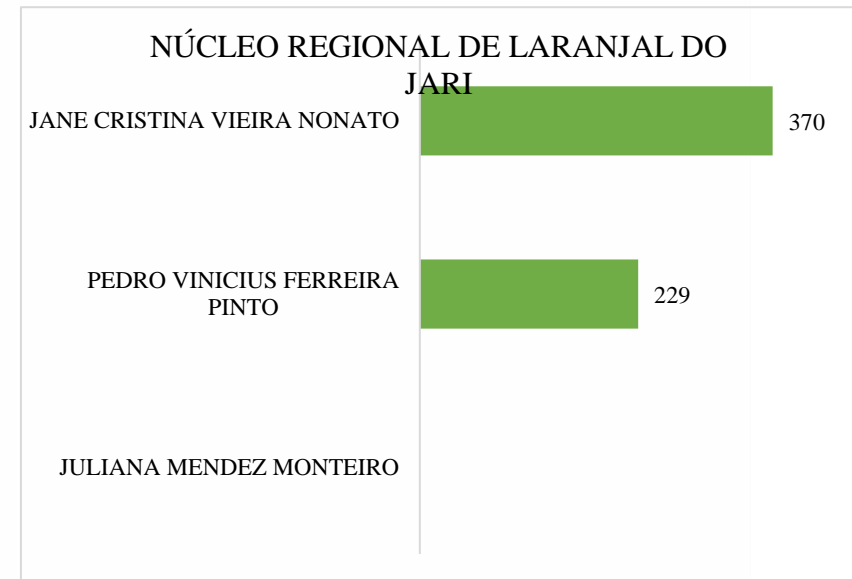 NÚCLEO REGIONAL DE LARANJAL DO
JARI
JANE CRISTINA VIEIRA NONATO
370
PEDRO VINICIUS FERREIRA
PINTO
229
JULIANA MENDEZ MONTEIRO